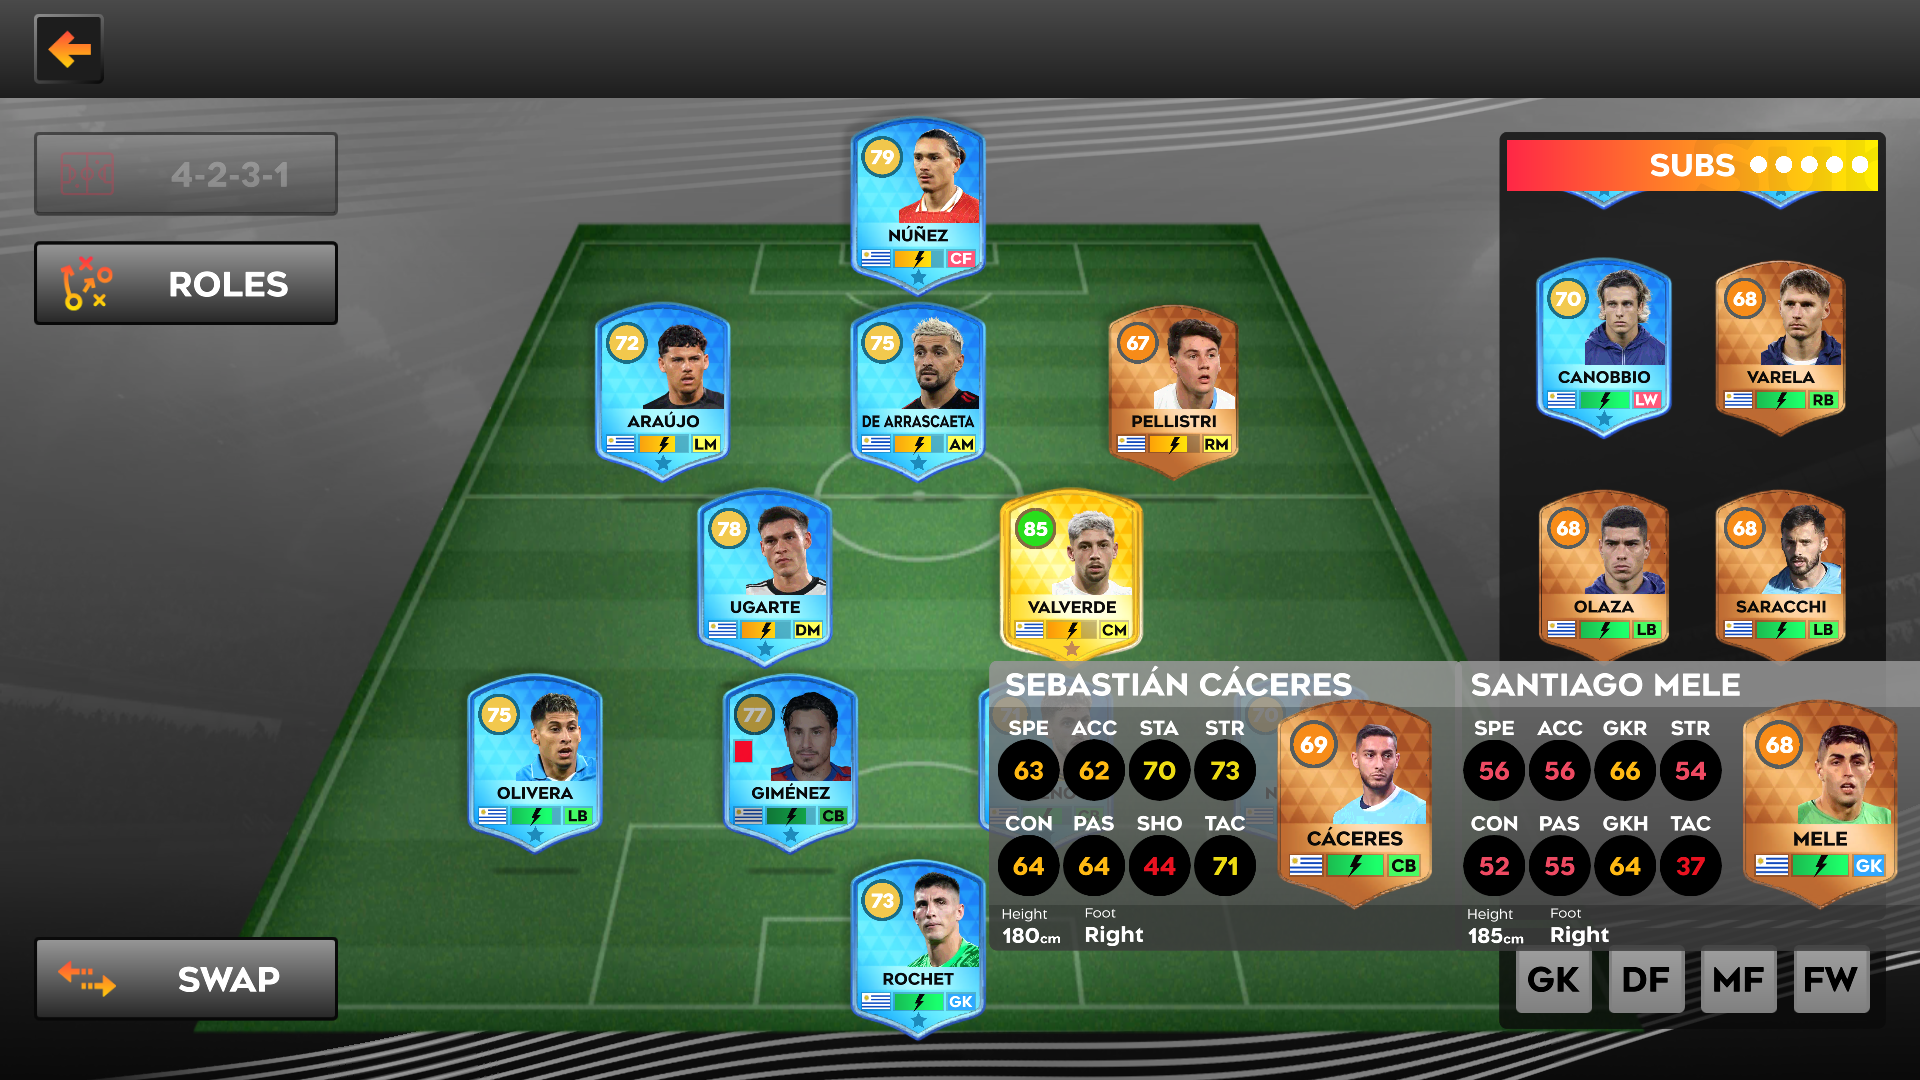 4-2-3-1
ROLES
SWAP
79
NÚÑEZ
CF
72
ARAÚJO
LM
75
DE ARRASCAETA
AM
67
PELLISTRI
RM
78
UGARTE
DM
85
VALVERDE
CM
75
OLIVERA
LB
77
GIMÉNEZ
CB
73
ROCHET
GK
SUBS
70
CANOBBIO
LW
68
VARELA
RB
68
OLAZA
LB
68
SARACCHI
LB
SEBASTIÁN CÁCERES
SPE ACC STA STR
63 62 70 73
CON PAS SHO TAC
64 64 44 71
Height Foot
180cm Right
69
CÁCERES
CB
SANTIAGO MELE
SPE ACC GKR STR
56 56 66 54
CON PAS GKH TAC
52 55 64 37
Height Foot
185cm Right
68
MELE
GK
GK DF MF FW